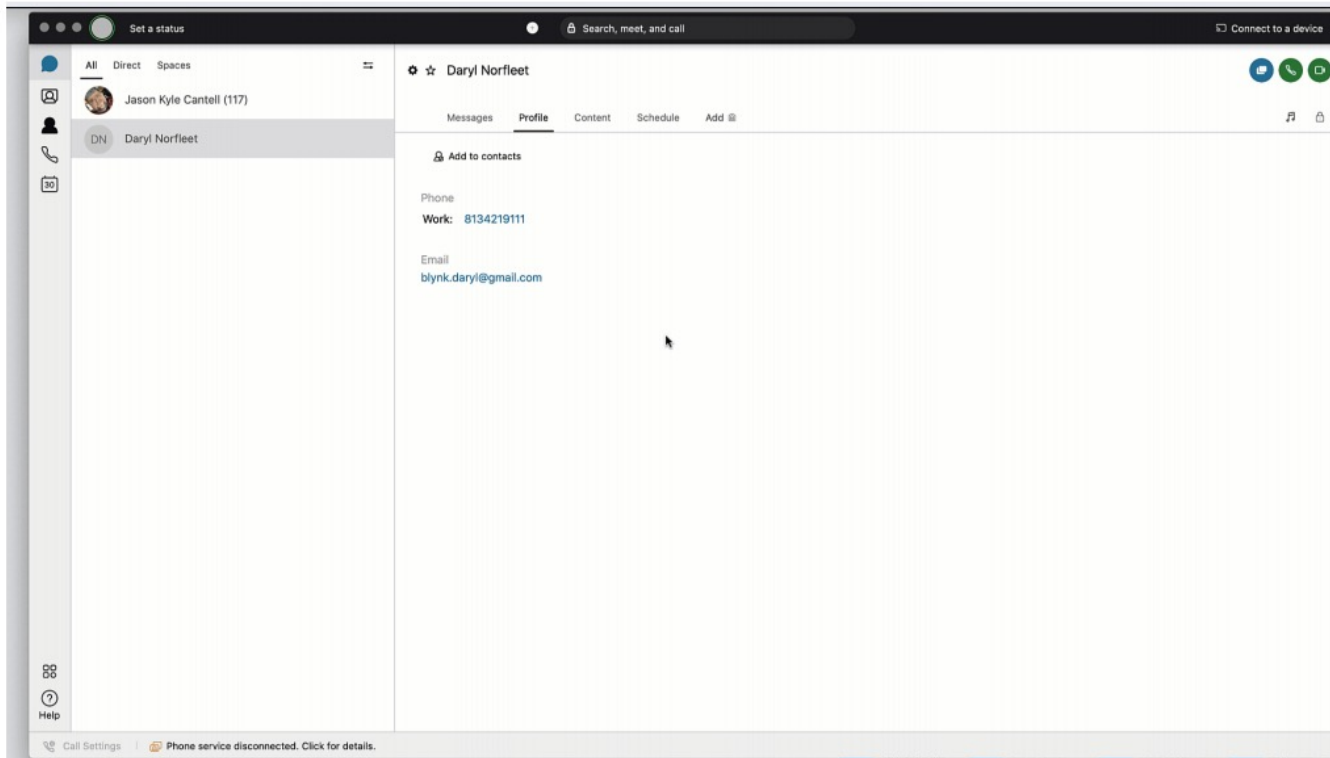 Set a status
Search, meet, and call
Connect to a device
All Direct Spaces
Jason Kyle Cantell (117)
DN Daryl Norfleet
30
Help
Daryl Norfleet
Messages Profile Content Schedule Add
Add to contacts
Phone
Work: 8134219111
Email
blynk.daryl@gmail.com
Call Settings Phone service disconnected. Click for details.